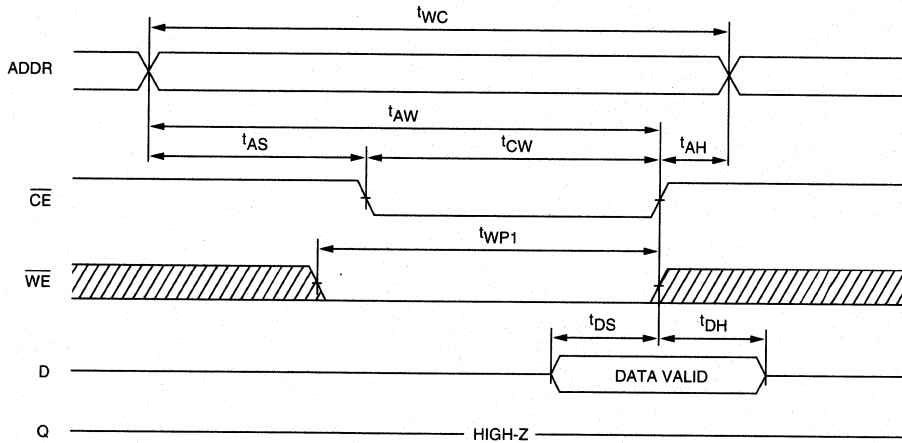 tWC
ADDR
tAW
tAS
tCW
tAH
CE
tWP1
WE
tDS
tDH
D
DATA VALID
Q
HIGH-Z